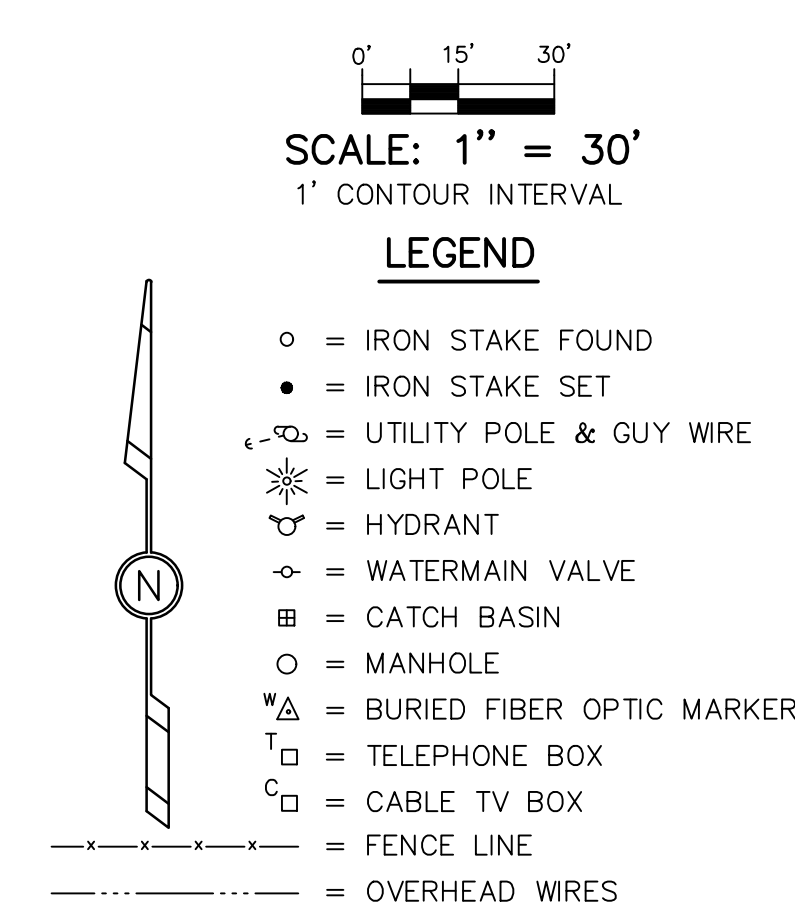 0' 15' 30'
SCALE: 1" = 30'
1' CONTOUR INTERVAL
LEGEND
= IRON STAKE FOUND
= IRON STAKE SET
= UTILITY POLE & GUY WIRE
= LIGHT POLE
= HYDRANT
N
= WATERMAIN VALVE
= CATCH BASIN
= MANHOLE
W = BURIED FIBER OPTIC MARKER
T = TELEPHONE BOX
C = CABLE TV BOX
x x x x = FENCE LINE
= OVERHEAD WIRES